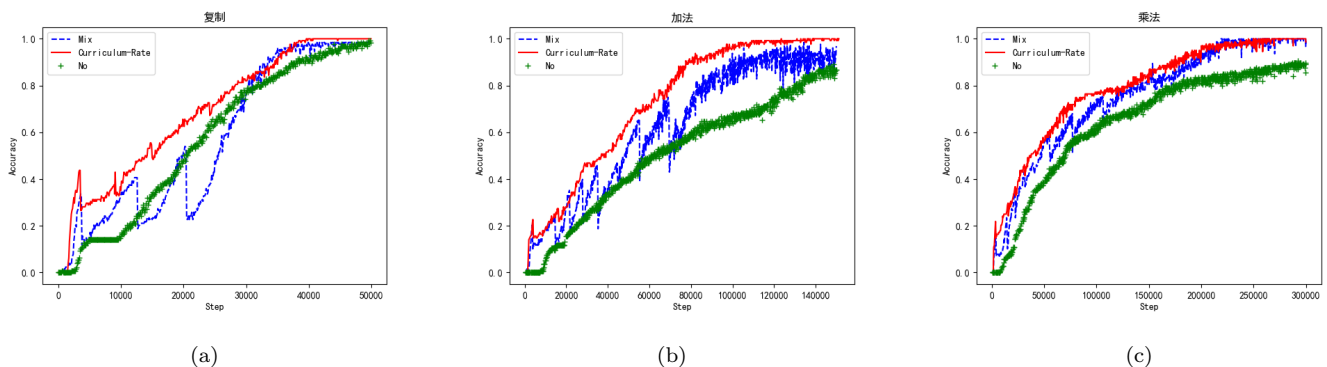 复制
Mix
Curriculum-Rate
No
1.0
0.8
0.6
0.4
0.2
0.0
Accuracy
0 10000 20000 30000 40000 50000
Step
(a)
加法
Mix
Curriculum-Rate
No
1.0
0.8
0.6
0.4
0.2
0.0
Accuracy
0 20000 40000 60000 80000 100000 120000 140000
Step
(b)
乘法
Mix
Curriculum-Rate
No
1.0
0.8
0.6
0.4
0.2
0.0
Accuracy
0 50000 100000 150000 200000 250000 300000
Step
(c)